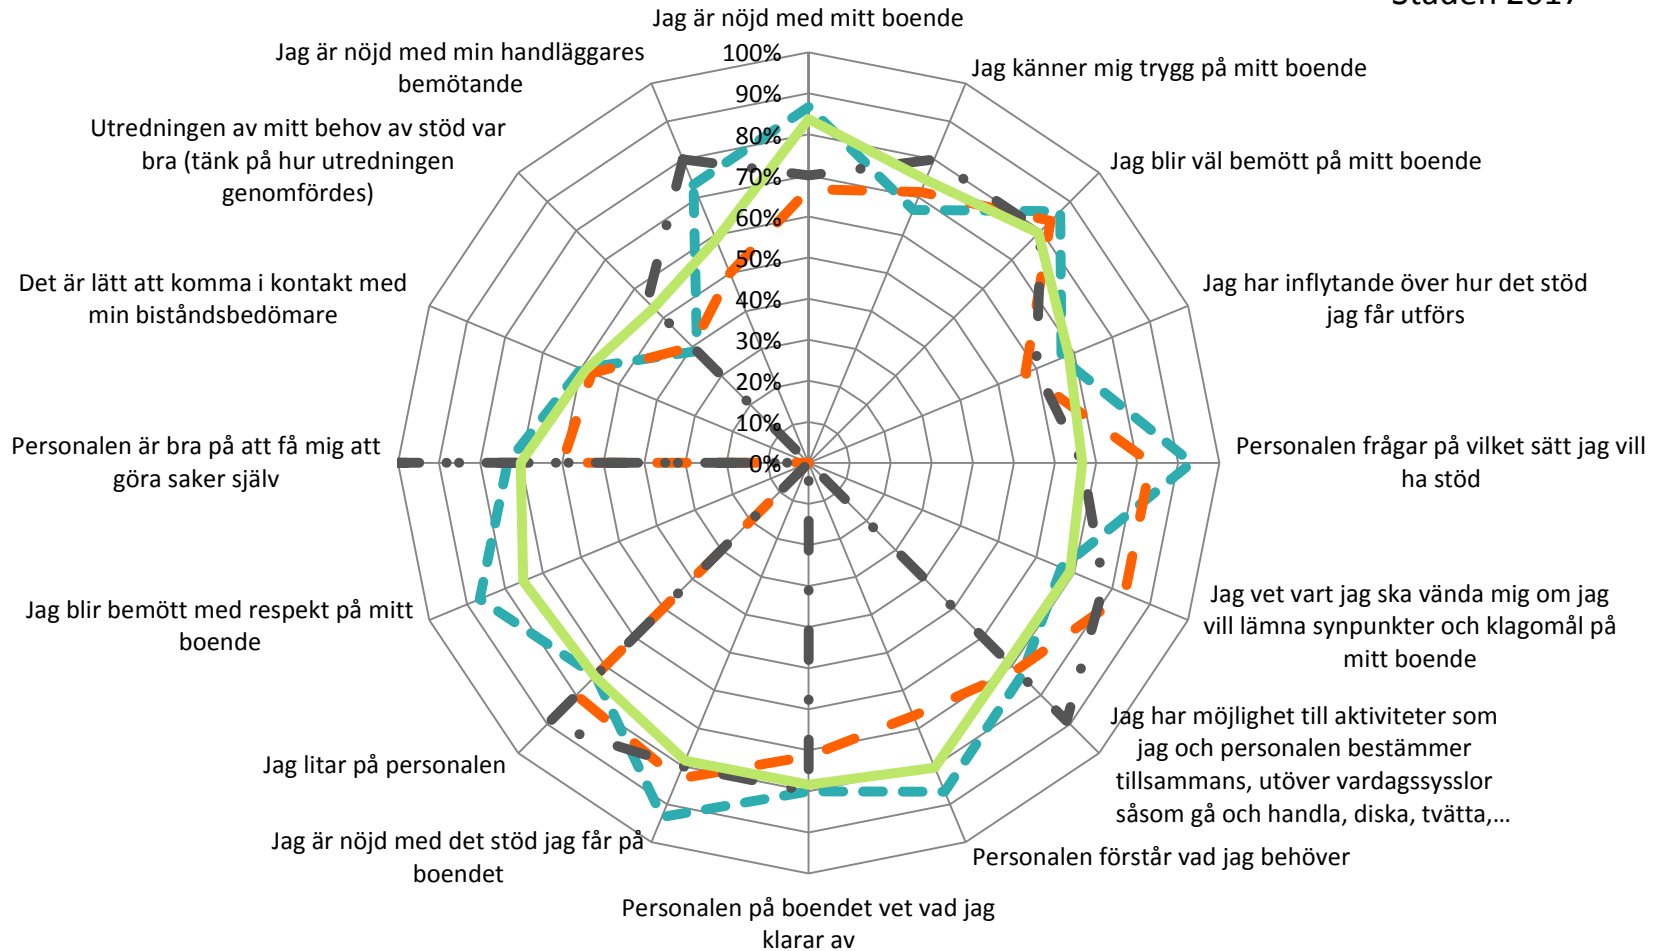 Staden 2017
Jag är nöjd med mitt boende
Jag känner mig trygg på mitt boende
Jag blir väl bemött på mitt boende
Jag har inflytande över hur det stöd
jag får utförs
Personalen frågar på vilket sätt jag vill
ha stöd
Jag vet vart jag ska vända mig om jag
vill lämna synpunkter och klagomål på
mitt boende
Jag har möjlighet till aktiviteter som
jag och personalen bestämmer
tillsammans, utöver vardagssysslor
såsom gå och handla, diska, tvätta,...
Personalen förstår vad jag behöver
Personalen på boendet vet vad jag
klarar av
Jag är nöjd med det stöd jag får på
boendet
Jag litar på personalen
Jag blir bemött med respekt på mitt
boende
Personalen är bra på att få mig att
göra saker själv
Det är lätt att komma i kontakt med
min biståndsbedömare
Utredningen av mitt behov av stöd var
bra (tänk på hur utredningen
genomfördes)
Jag är nöjd med min handläggares
bemötande
100%
90%
80%
70%
60%
50%
40%
30%
20%
10%
0%